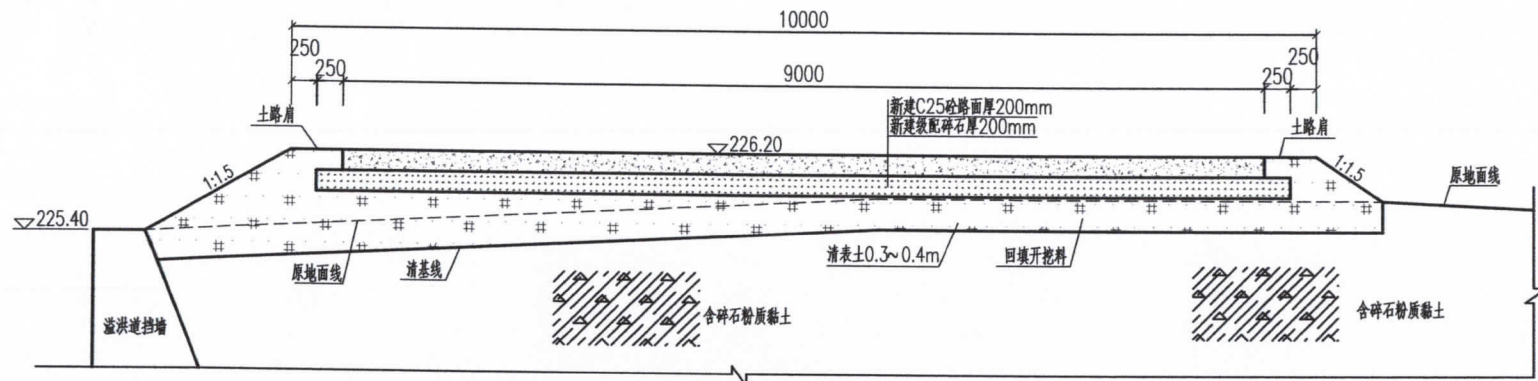 10000
250
250
9000
250
250
新建C25砼路面厚200mm
新建级配碎石厚200mm
土路肩
土路肩
226.20
1:1.5
1:1.5
原地面线
225.40
原地面线
清基线
清表土0.3~0.4m
回填开挖料
溢洪道挡墙
含碎石粉质黏土
含碎石粉质黏土